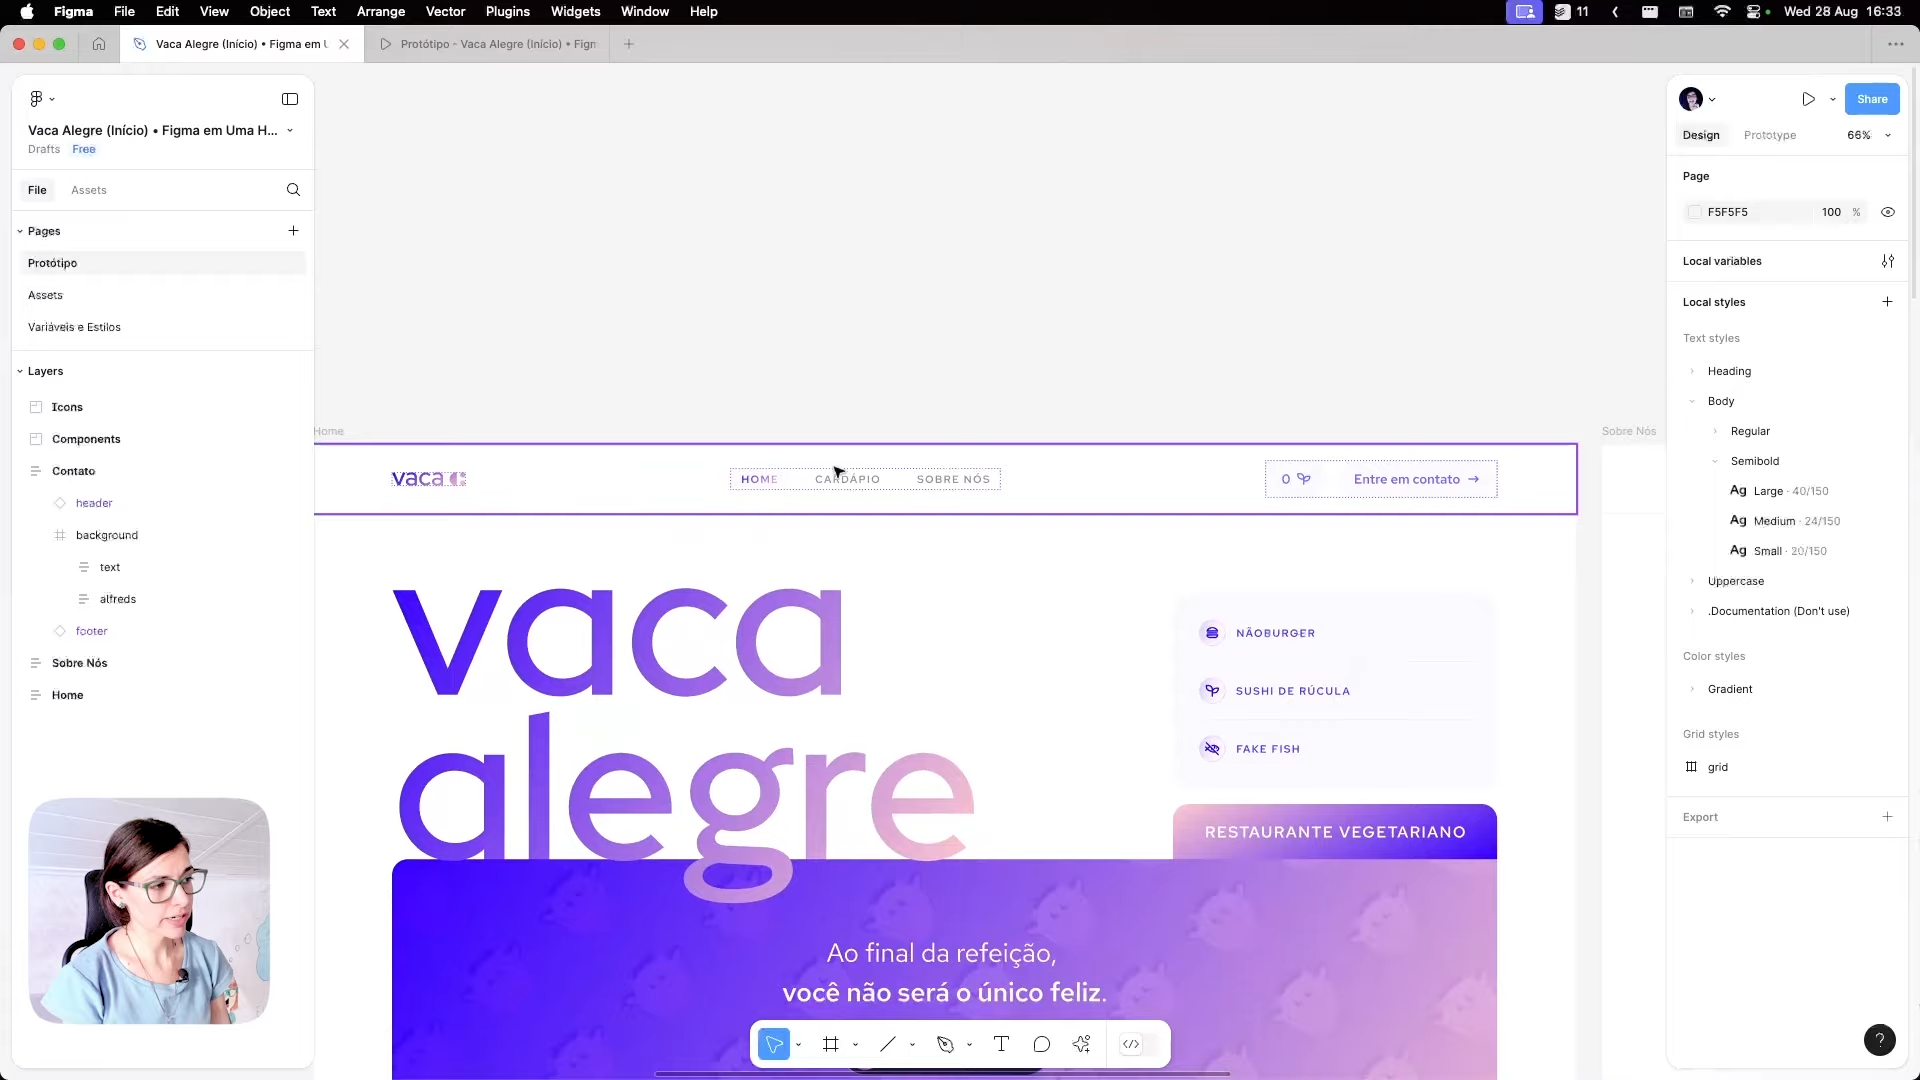 Figma File Edit View Object Text Arrange Vector Plugins Widgets Window Help
11 Wed 28 Aug 16:33
Vaca Alegre (Início) • Figma em U
Protótipo - Vaca Alegre (Início) • Figm
Vaca Alegre (Início) • Figma em Uma H...
Drafts Free
File Assets
Pages
Protótipo
Assets
Variáveis e Estilos
Layers
Icons
Components
Contato
header
background
text
alfreds
footer
Sobre Nós
Home
Home
Sobre Nós
vaca
HOME CARDÁPIO SOBRE NÓS
0 Entre em contato →
vaca
alegre
NÃOBURGER
SUSHI DE RÚCULA
FAKE FISH
RESTAURANTE VEGETARIANO
Ao final da refeição,
você não será o único feliz.
Share
Design Prototype 66%
Page
F5F5F5 100 %
Local variables
Local styles
Text styles
Heading
Body
Regular
Semibold
Ag Large · 40/150
Ag Medium · 24/150
Ag Small · 20/150
Uppercase
.Documentation (Don't use)
Color styles
Gradient
Grid styles
grid
Export
?